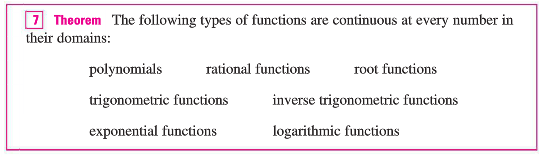 7 Theorem The following types of functions are continuous at every number in
their domains:
polynomials rational functions root functions
trigonometric functions inverse trigonometric functions
exponential functions logarithmic functions